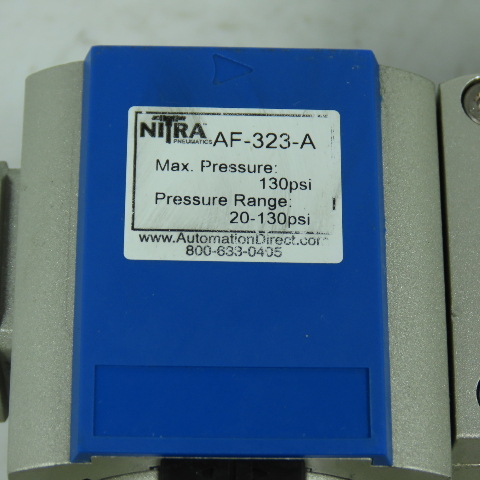 NITRA AF-323-A
PNEUMATICS
Max. Pressure:
130psi
Pressure Range:
20-130psi
www.AutomationDirect.com
800-633-0405